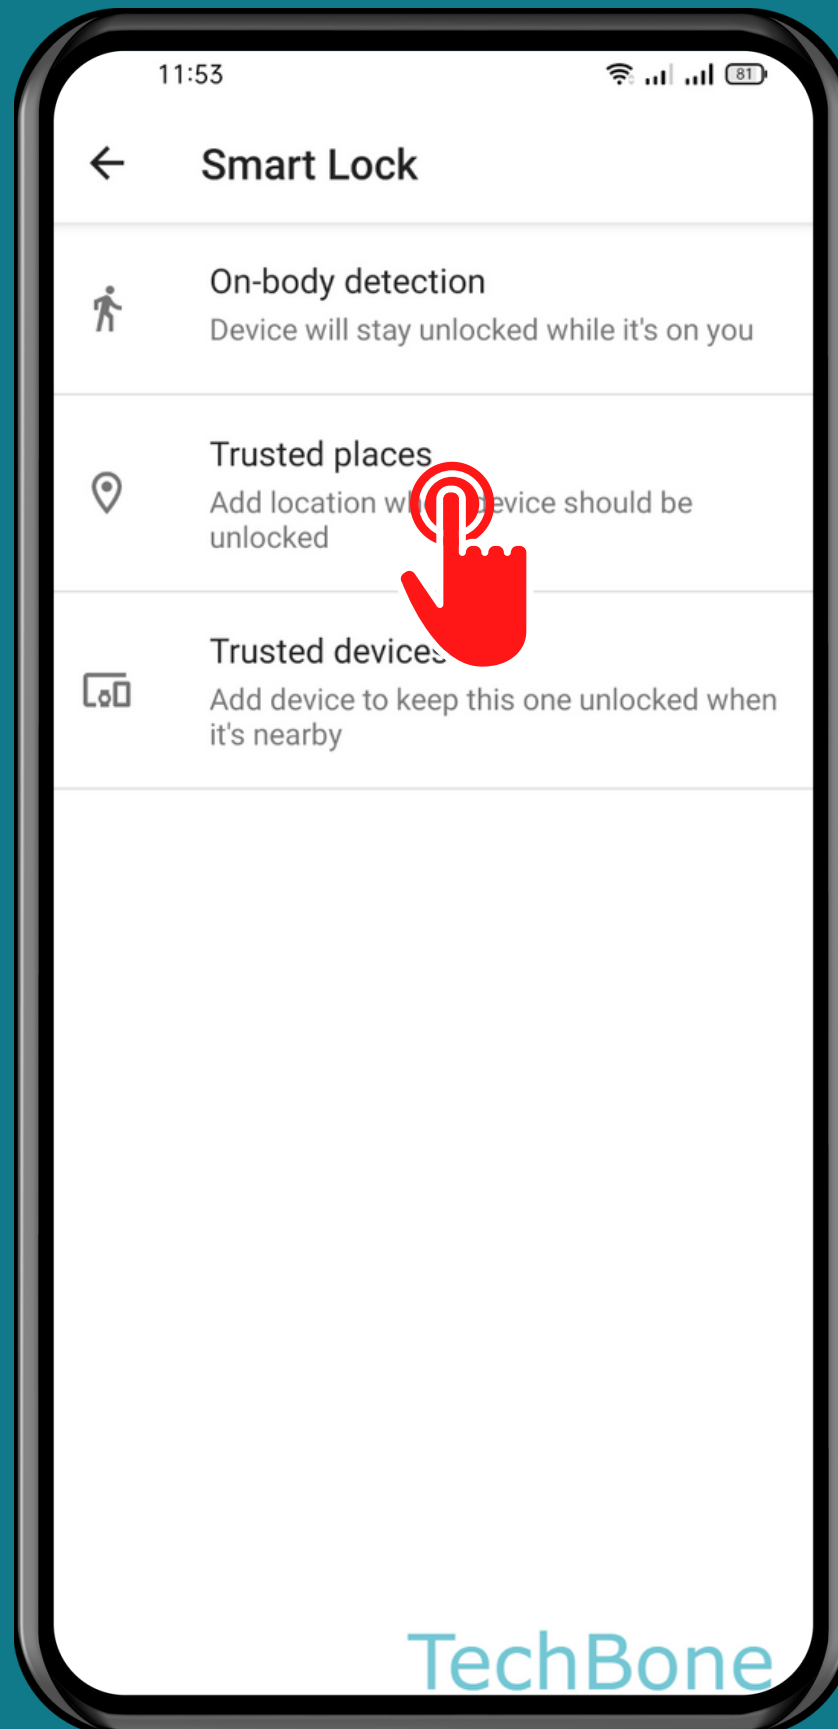 11:53
81
Smart Lock
On-body detection
Device will stay unlocked while it's on you
Trusted places
Add location device should be
unlocked
Trusted devices
Add device to keep this one unlocked when
it's nearby
TechBone